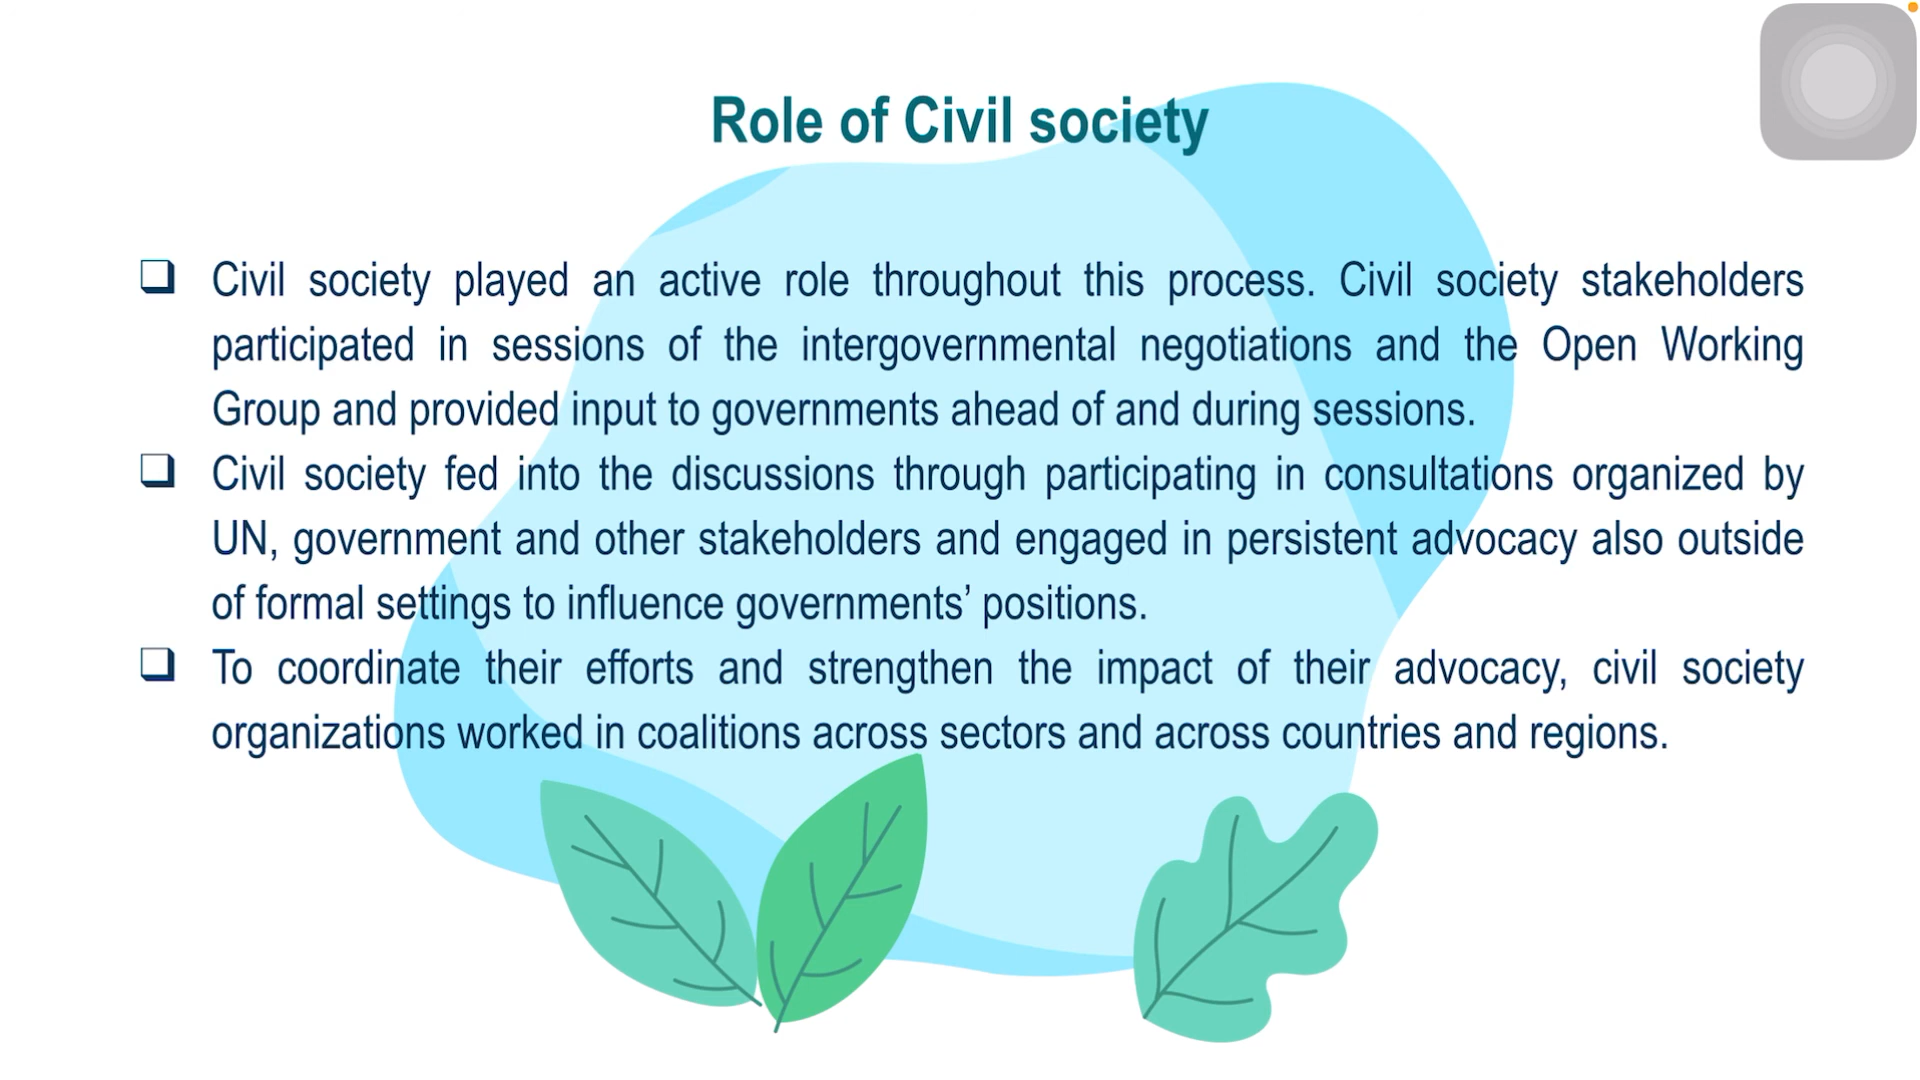 Role of Civil society
❑ Civil society played an active role throughout this process. Civil society stakeholders
participated in sessions of the intergovernmental negotiations and the Open Working
Group and provided input to governments ahead of and during sessions.
❑ Civil society fed into the discussions through participating in consultations organized by
UN, government and other stakeholders and engaged in persistent advocacy also outside
of formal settings to influence governments’ positions.
❑ To coordinate their efforts and strengthen the impact of their advocacy, civil society
organizations worked in coalitions across sectors and across countries and regions.